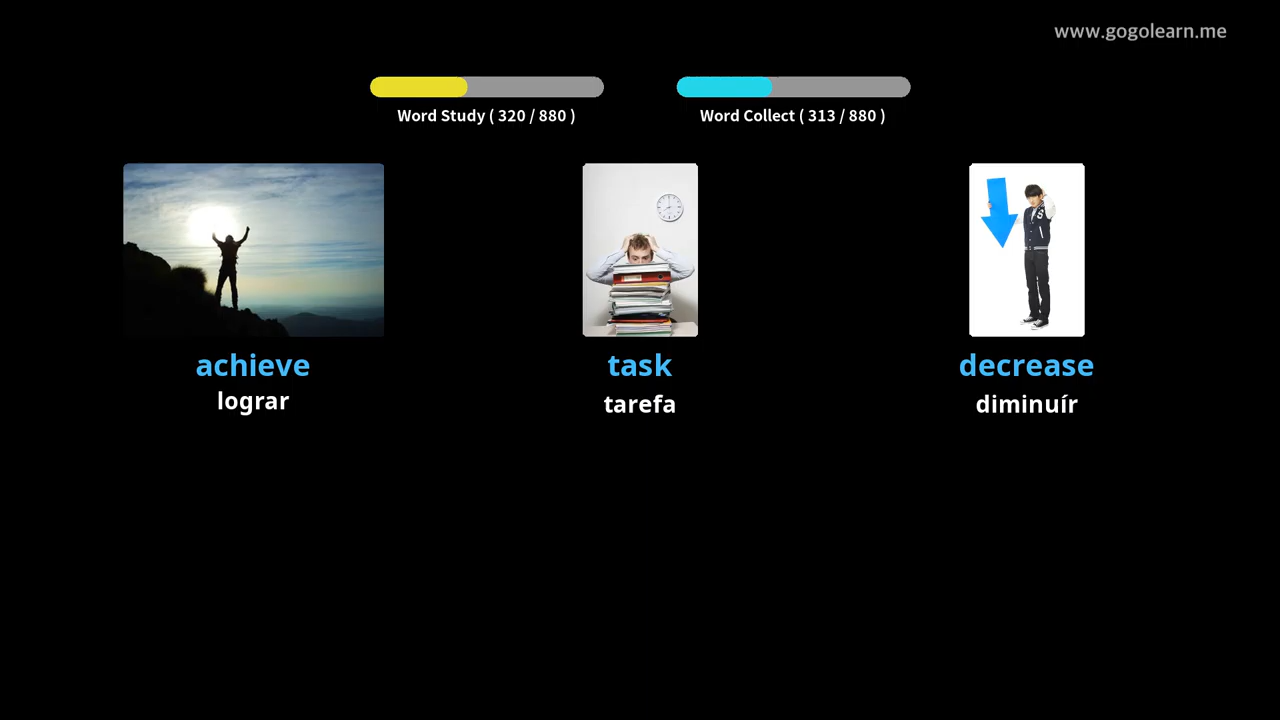 www.gogolearn.me
Word Study ( 320 / 880 )
Word Collect ( 313 / 880 )
achieve
lograr
task
tarefa
decrease
diminuír